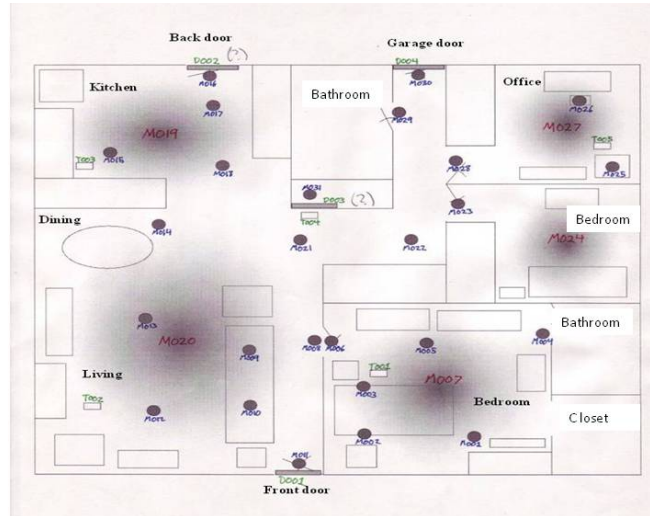 Back door
Garage door
D002 (?)
D004
M016
M020
Kitchen
Office
Bathroom
M017
M029
M026
M019
M027
T005
M015
T003
M018
M028
M025
M031
D003 (?)
M023
Dining
T004
Bedroom
M014
M021
M022
M024
Bathroom
M013
M020
M008
M006
M005
M004
M009
T001
Living
M007
M003
T002
M012
M010
Bedroom
Closet
M002
M001
M011
D001
Front door